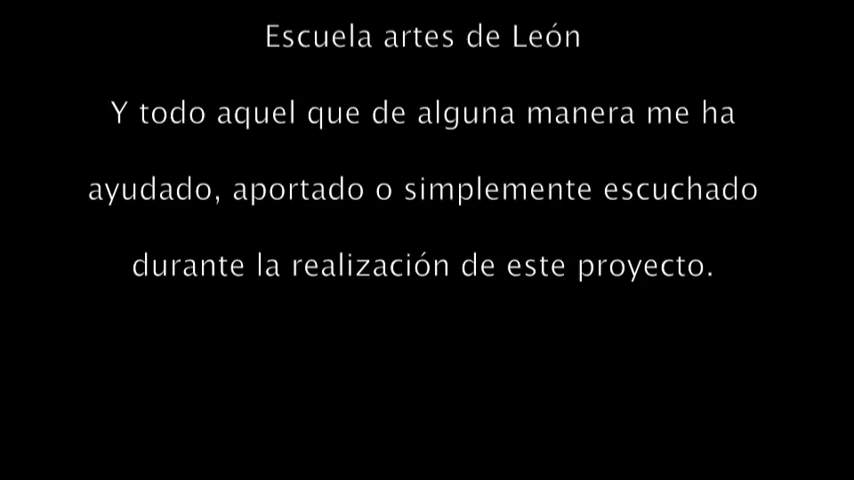 Escuela artes de León
Y todo aquel que de alguna manera me ha
ayudado, aportado o simplemente escuchado
durante la realización de este proyecto.